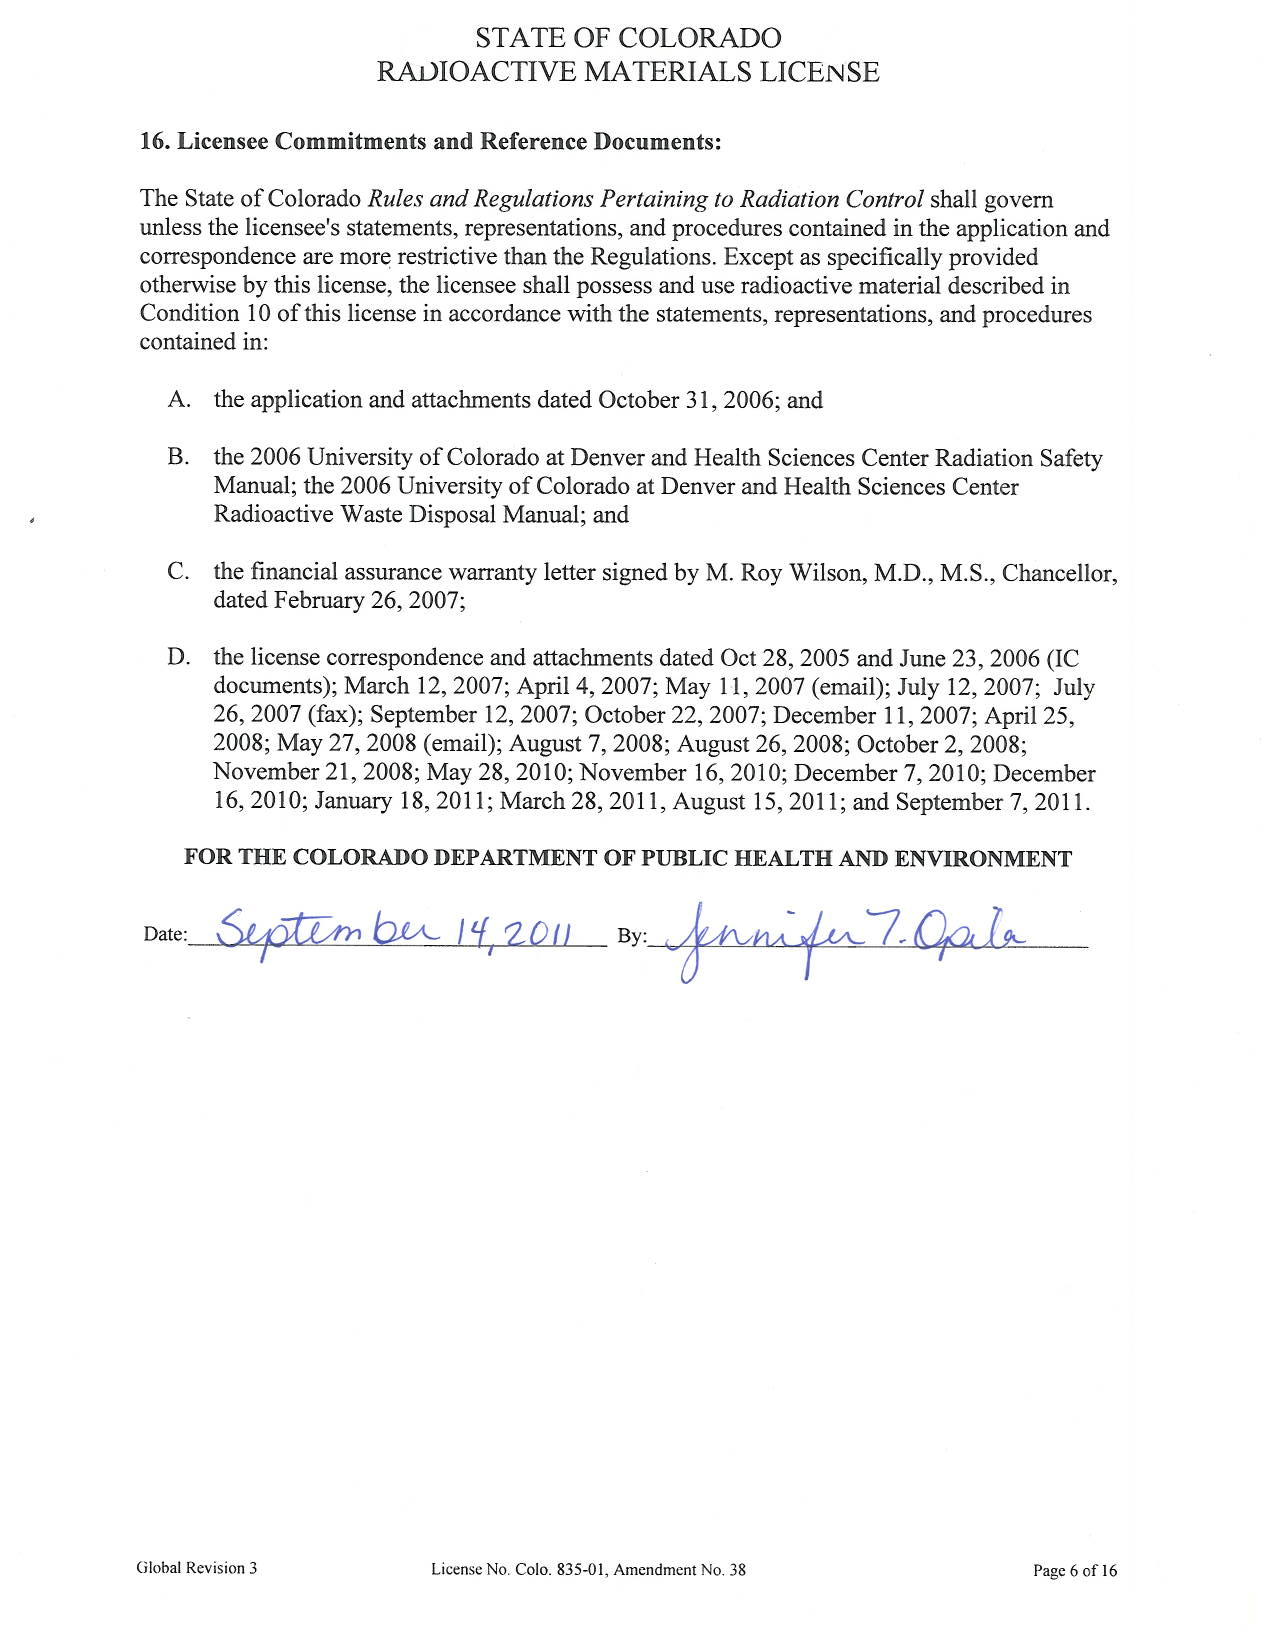 STATE OF COLORADO
RADIOACTIVE MATERIALS LICENSE
16. Licensee Commitments and Reference Documents:
The State of Colorado Rules and Regulations Pertaining to Radiation Control shall govern
unless the licensee's statements, representations, and procedures contained in the application and
correspondence are more restrictive than the Regulations. Except as specifically provided
otherwise by this license, the licensee shall possess and use radioactive material described in
Condition 10 of this license in accordance with the statements, representations, and procedures
contained in:
A. the application and attachments dated October 31, 2006; and
B. the 2006 University of Colorado at Denver and Health Sciences Center Radiation Safety
Manual; the 2006 University of Colorado at Denver and Health Sciences Center
Radioactive Waste Disposal Manual; and
C. the financial assurance warranty letter signed by M. Roy Wilson, M.D., M.S., Chancellor,
dated February 26, 2007;
D. the license correspondence and attachments dated Oct 28, 2005 and June 23, 2006 (IC
documents); March 12, 2007; April 4, 2007; May 11, 2007 (email); July 12, 2007; July
26, 2007 (fax); September 12, 2007; October 22, 2007; December 11, 2007; April 25,
2008; May 27, 2008 (email); August 7, 2008; August 26, 2008; October 2, 2008;
November 21, 2008; May 28, 2010; November 16, 2010; December 7, 2010; December
16, 2010; January 18, 2011; March 28, 2011, August 15, 2011; and September 7, 2011.
FOR THE COLORADO DEPARTMENT OF PUBLIC HEALTH AND ENVIRONMENT
Date: September 14, 2011 By: Jennifer T. Opila
Global Revision 3 License No. Colo. 835-01, Amendment No. 38 Page 6 of 16